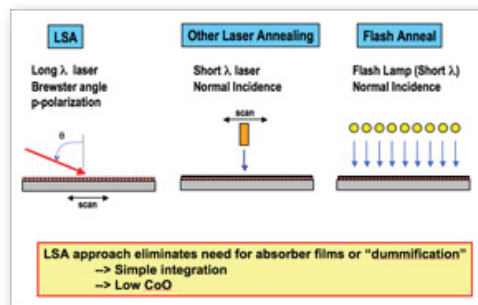 LSA
Other Laser Annealing
Flash Anneal
Long λ laser
Brewster angle
p-polarization
Short λ laser
Normal Incidence
Flash Lamp (Short λ)
Normal Incidence
θ
scan
scan
LSA approach eliminates need for absorber films or “dummification”
--> Simple integration
--> Low CoO